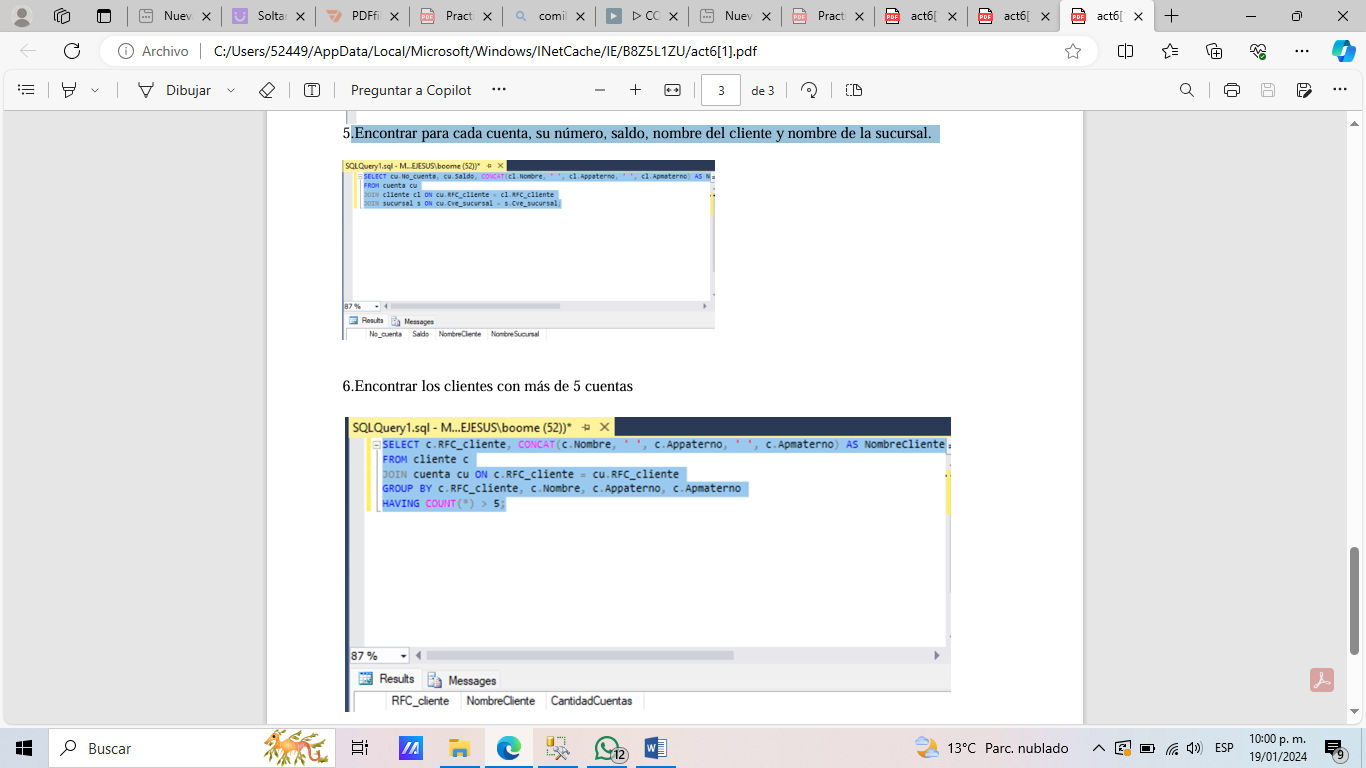 Nuev
Soltar
PDFfi
Pract
comil
CC
Nuev
Pract
act6[
act6[
act6[
Archivo
C:/Users/52449/AppData/Local/Microsoft/Windows/INetCache/IE/B8Z5L1ZU/act6[1].pdf
Dibujar
Preguntar a Copilot
3
de 3
5.Encontrar para cada cuenta, su número, saldo, nombre del cliente y nombre de la sucursal.
SQLQuery1.sql - M...EJESUS\boome (52))*
SELECT cu.No_cuenta, cu.Saldo, CONCAT(cl.Nombre, ' ', cl.Appaterno, ' ', cl.Apmaterno) AS N
FROM cuenta cu
JOIN cliente cl ON cu.RFC_cliente = cl.RFC_cliente
JOIN sucursal s ON cu.Cve_sucursal = s.Cve_sucursal;
87 %
Results Messages
No_cuenta Saldo NombreCliente NombreSucursal
6.Encontrar los clientes con más de 5 cuentas
SQLQuery1.sql - M...EJESUS\boome (52))*
SELECT c.RFC_cliente, CONCAT(c.Nombre, ' ', c.Appaterno, ' ', c.Apmaterno) AS NombreCliente
FROM cliente c
JOIN cuenta cu ON c.RFC_cliente = cu.RFC_cliente
GROUP BY c.RFC_cliente, c.Nombre, c.Appaterno, c.Apmaterno
HAVING COUNT(*) > 5;
87 %
Results Messages
RFC_cliente NombreCliente CantidadCuentas
Buscar
12
13°C Parc. nublado
ESP
10:00 p. m.
19/01/2024
9